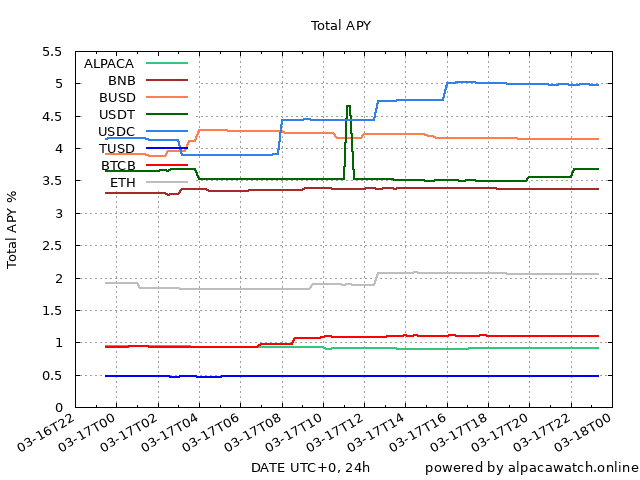 Total APY
5.5
5
4.5
4
3.5
3
2.5
2
1.5
1
0.5
0
Total APY %
ALPACA
BNB
BUSD
USDT
USDC
TUSD
BTCB
ETH
03-16T22
03-17T00
03-17T02
03-17T04
03-17T06
03-17T08
03-17T10
03-17T12
03-17T14
03-17T16
03-17T18
03-17T20
03-17T22
03-18T00
DATE UTC+0, 24h
powered by alpacawatch.online